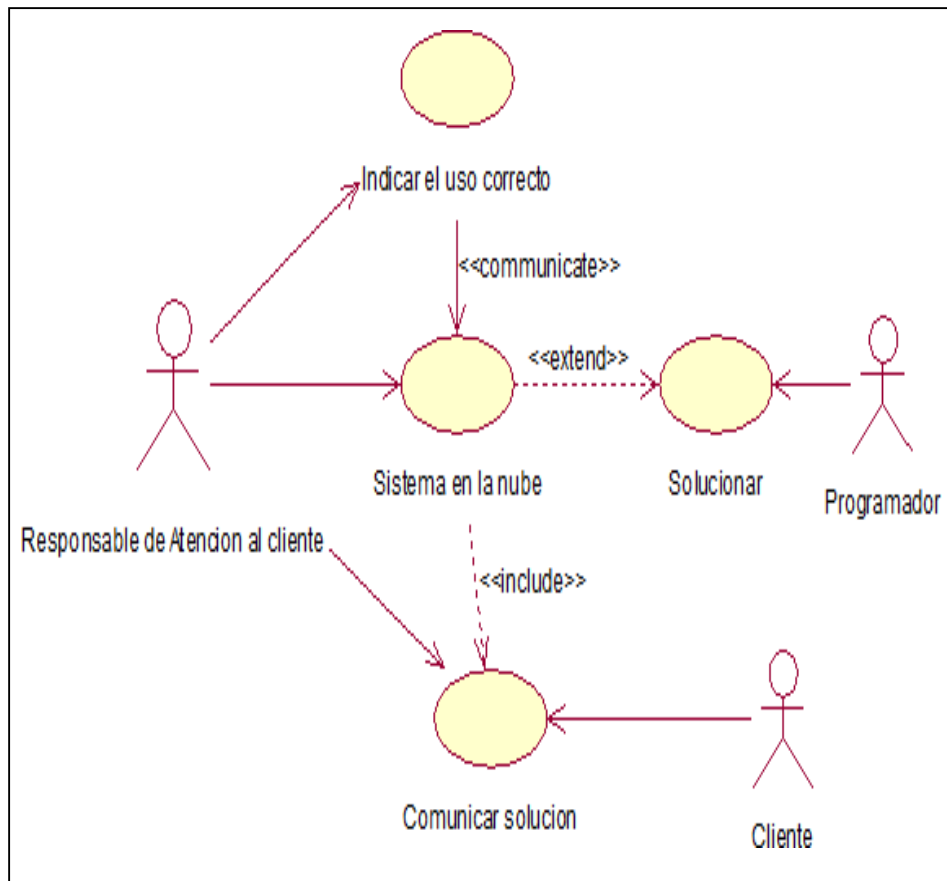 Indicar el uso correcto
<<communicate>>
<<extend>>
Sistema en la nube
Solucionar
Programador
Responsable de Atencion al cliente
<<include>>
Comunicar solucion
Cliente